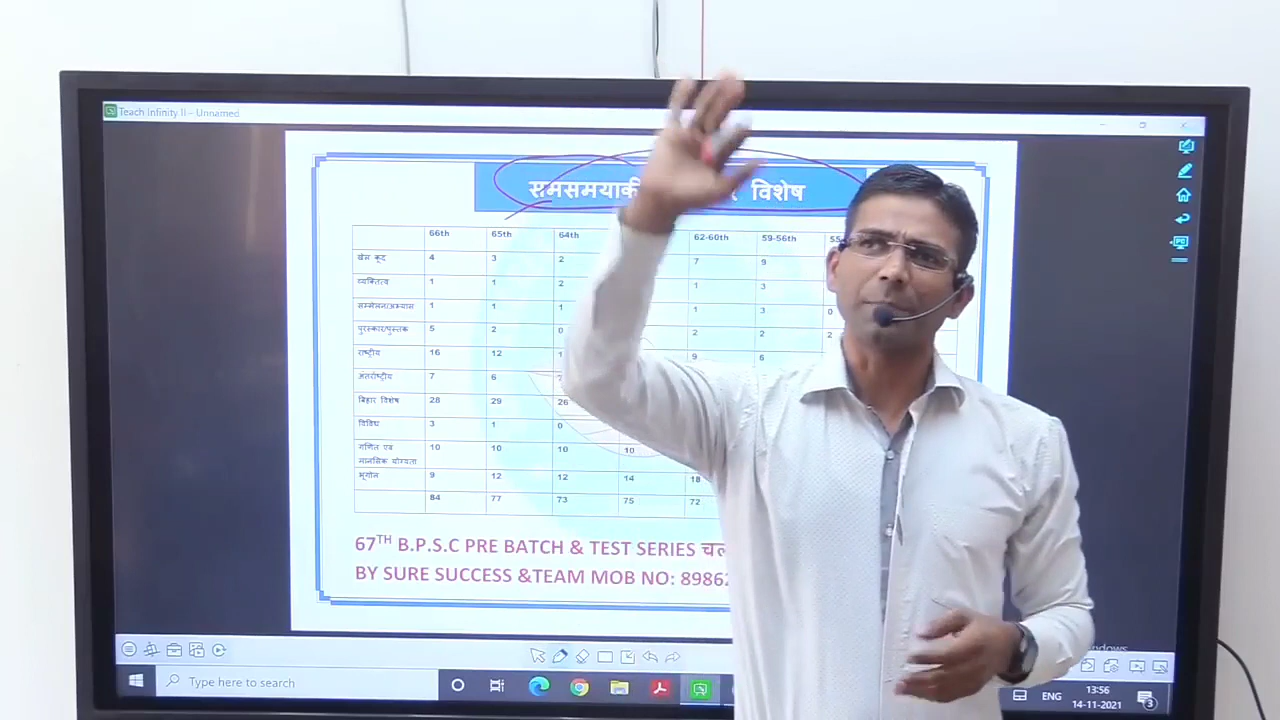 Teach Infinity II - Unnamed
समसमयाकी विशेष
66th 65th 64th 62-60th 59-56th
खेल कूद 4 3 2 7 9
व्यक्तित्व 1 1 2 1 3
सम्मेलन/अभ्यास 1 1 1 1 3 0
पुरस्कार/पुस्तक 5 2 0 2 2 2
राष्ट्रीय 16 12 9 6
अंतर्राष्ट्रीय 7 6
बिहार विशेष 28 29 26
विविध 3 1 0
गणित एवं
मानसिक योग्यता 10 10 10 10
भूगोल 9 12 12 14 18
84 77 73 75 72
67TH B.P.S.C PRE BATCH & TEST SERIES
BY SURE SUCCESS &TEAM MOB NO: 8986
Type here to search
ENG
13:56
14-11-2021
3